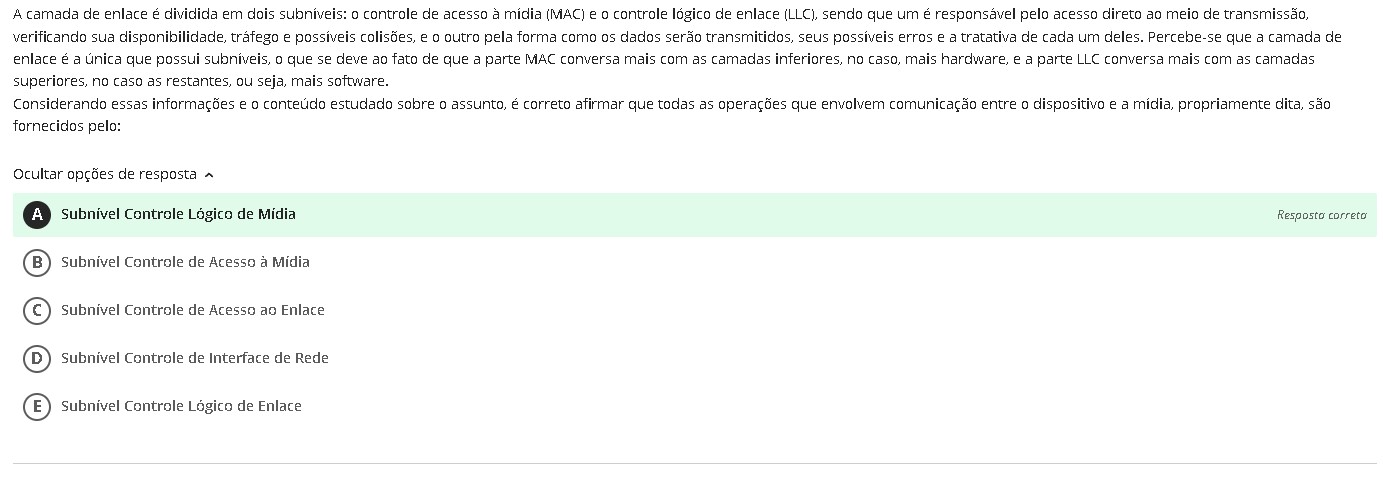 A camada de enlace é dividida em dois subníveis: o controle de acesso à mídia (MAC) e o controle lógico de enlace (LLC), sendo que um é responsável pelo acesso direto ao meio de transmissão,
verificando sua disponibilidade, tráfego e possíveis colisões, e o outro pela forma como os dados serão transmitidos, seus possíveis erros e a tratativa de cada um deles. Percebe-se que a camada de
enlace é a única que possui subníveis, o que se deve ao fato de que a parte MAC conversa mais com as camadas inferiores, no caso, mais hardware, e a parte LLC conversa mais com as camadas
superiores, no caso as restantes, ou seja, mais software.
Considerando essas informações e o conteúdo estudado sobre o assunto, é correto afirmar que todas as operações que envolvem comunicação entre o dispositivo e a mídia, propriamente dita, são
fornecidos pelo:
Ocultar opções de resposta
A Subnível Controle Lógico de Mídia Resposta correta
B Subnível Controle de Acesso à Mídia
C Subnível Controle de Acesso ao Enlace
D Subnível Controle de Interface de Rede
E Subnível Controle Lógico de Enlace